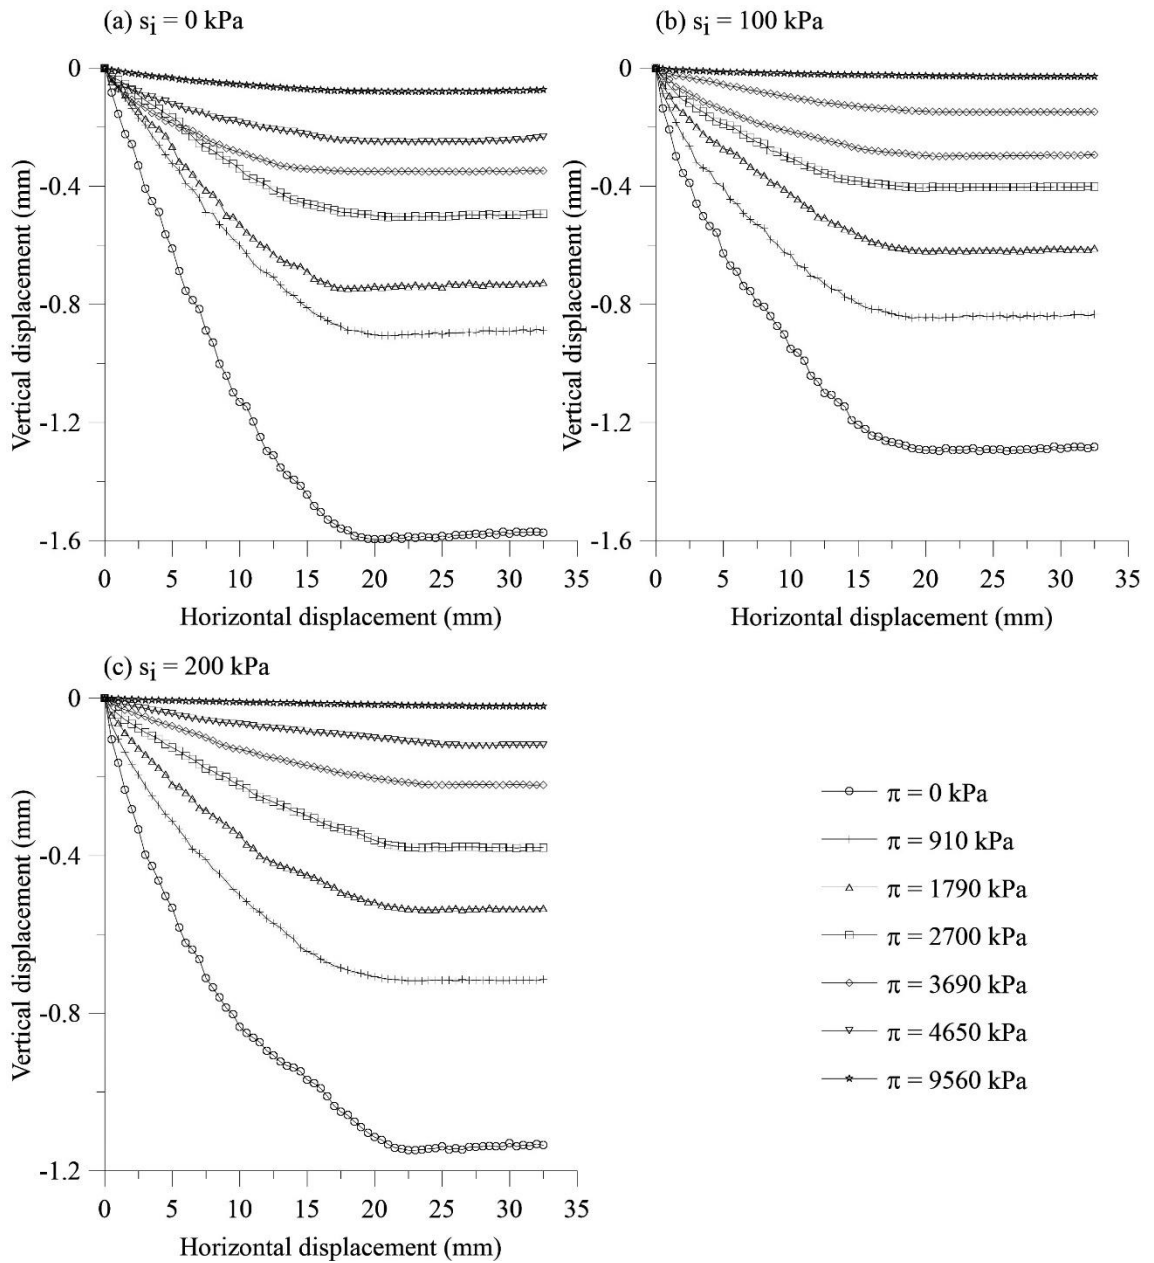 (a) si = 0 kPa
0
-0.4
-0.8
-1.2
-1.6
Vertical displacement (mm)
0 5 10 15 20 25 30 35
Horizontal displacement (mm)
(b) si = 100 kPa
0
-0.4
-0.8
-1.2
-1.6
Vertical displacement (mm)
0 5 10 15 20 25 30 35
Horizontal displacement (mm)
(c) si = 200 kPa
0
-0.4
-0.8
-1.2
Vertical displacement (mm)
0 5 10 15 20 25 30 35
Horizontal displacement (mm)
π = 0 kPa
π = 910 kPa
π = 1790 kPa
π = 2700 kPa
π = 3690 kPa
π = 4650 kPa
π = 9560 kPa